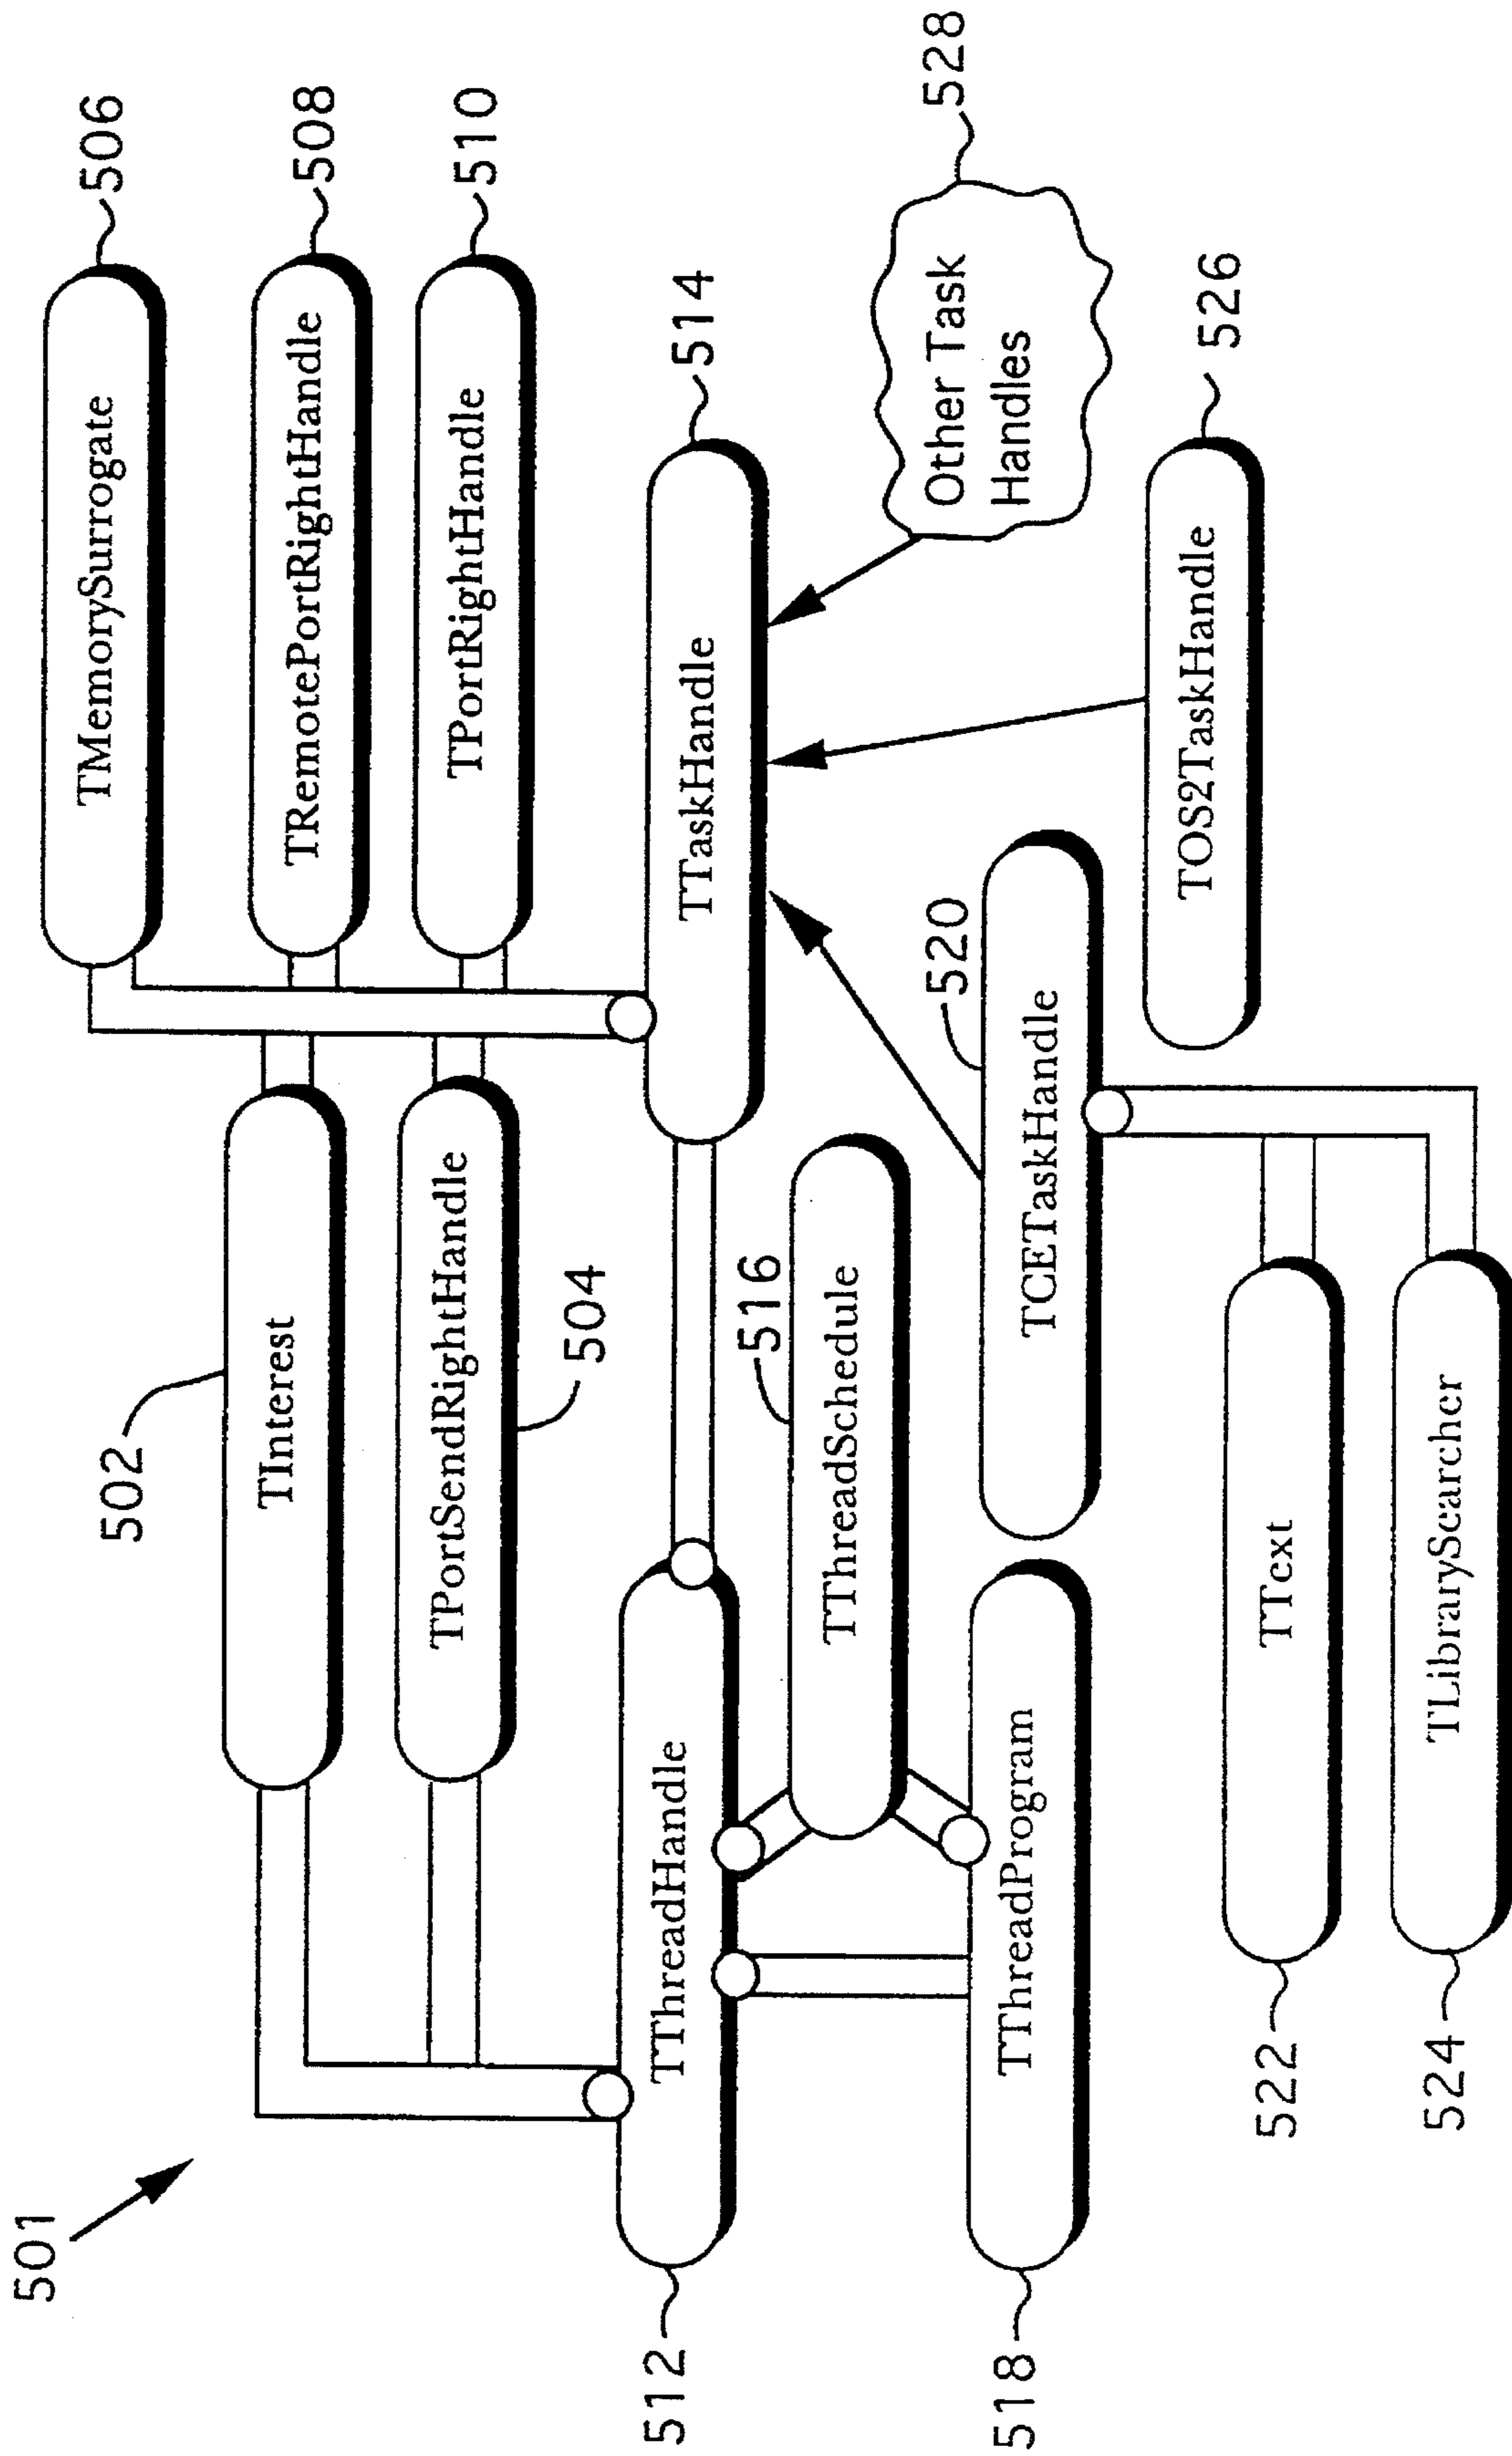 501
502
TInterest
TMemorySurrogate
506
TRemotePortRightHandle
508
TPortSendRightHandle
504
TPortRightHandle
510
512
TThreadHandle
TTaskHandle
514
516
TThreadSchedule
Other Task
Handles
528
518
TThreadProgram
520
TCETaskHandle
TOS2TaskHandle
526
522
TText
524
TLibrarySearcher